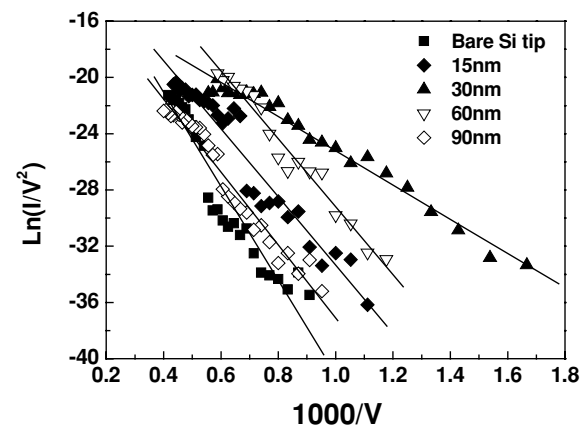 -16
-20
-24
-28
-32
-36
-40
Ln(I/V²)
Bare Si tip
15nm
30nm
60nm
90nm
0.2 0.4 0.6 0.8 1.0 1.2 1.4 1.6 1.8
1000/V